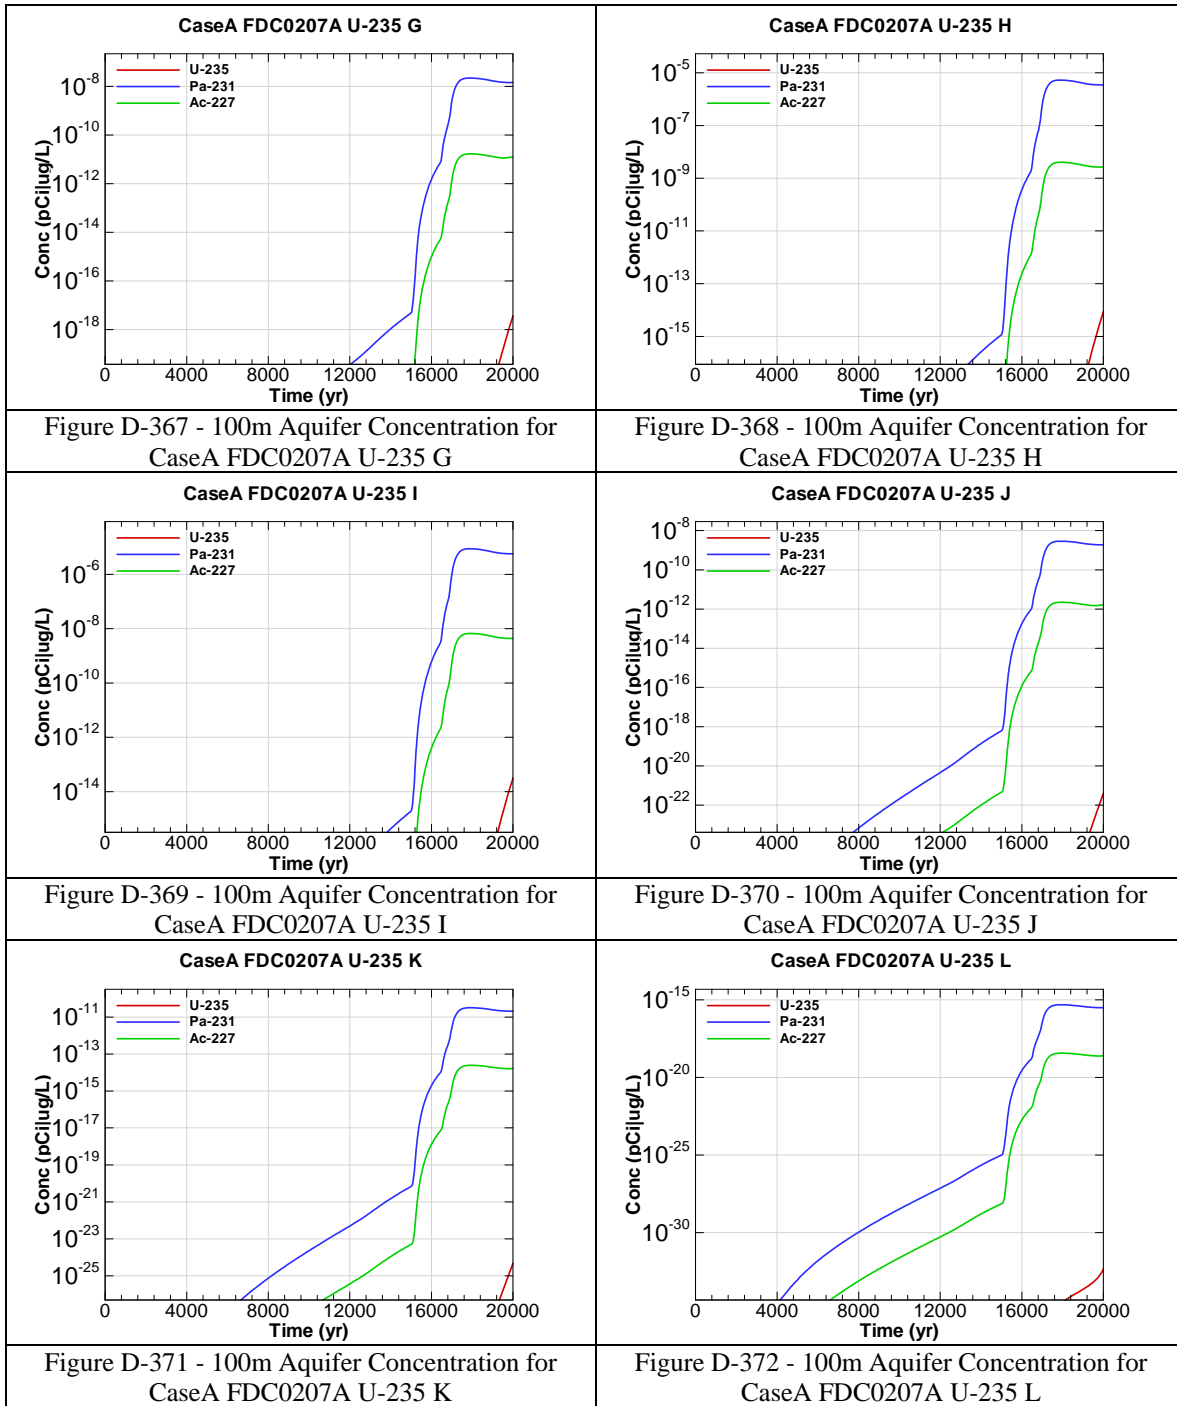 CaseA FDC0207A U-235 G
U-235
Pa-231
Ac-227
Conc (pCi|ug/L)
10-8
10-10
10-12
10-14
10-16
10-18
0 4000 8000 12000 16000 20000
Time (yr)
Figure D-367 - 100m Aquifer Concentration for
CaseA FDC0207A U-235 G
CaseA FDC0207A U-235 H
U-235
Pa-231
Ac-227
Conc (pCi|ug/L)
10-5
10-7
10-9
10-11
10-13
10-15
0 4000 8000 12000 16000 20000
Time (yr)
Figure D-368 - 100m Aquifer Concentration for
CaseA FDC0207A U-235 H
CaseA FDC0207A U-235 I
U-235
Pa-231
Ac-227
Conc (pCi|ug/L)
10-6
10-8
10-10
10-12
10-14
0 4000 8000 12000 16000 20000
Time (yr)
Figure D-369 - 100m Aquifer Concentration for
CaseA FDC0207A U-235 I
CaseA FDC0207A U-235 J
U-235
Pa-231
Ac-227
Conc (pCi|ug/L)
10-8
10-10
10-12
10-14
10-16
10-18
10-20
10-22
0 4000 8000 12000 16000 20000
Time (yr)
Figure D-370 - 100m Aquifer Concentration for
CaseA FDC0207A U-235 J
CaseA FDC0207A U-235 K
U-235
Pa-231
Ac-227
Conc (pCi|ug/L)
10-11
10-13
10-15
10-17
10-19
10-21
10-23
10-25
0 4000 8000 12000 16000 20000
Time (yr)
Figure D-371 - 100m Aquifer Concentration for
CaseA FDC0207A U-235 K
CaseA FDC0207A U-235 L
U-235
Pa-231
Ac-227
Conc (pCi|ug/L)
10-15
10-20
10-25
10-30
0 4000 8000 12000 16000 20000
Time (yr)
Figure D-372 - 100m Aquifer Concentration for
CaseA FDC0207A U-235 L